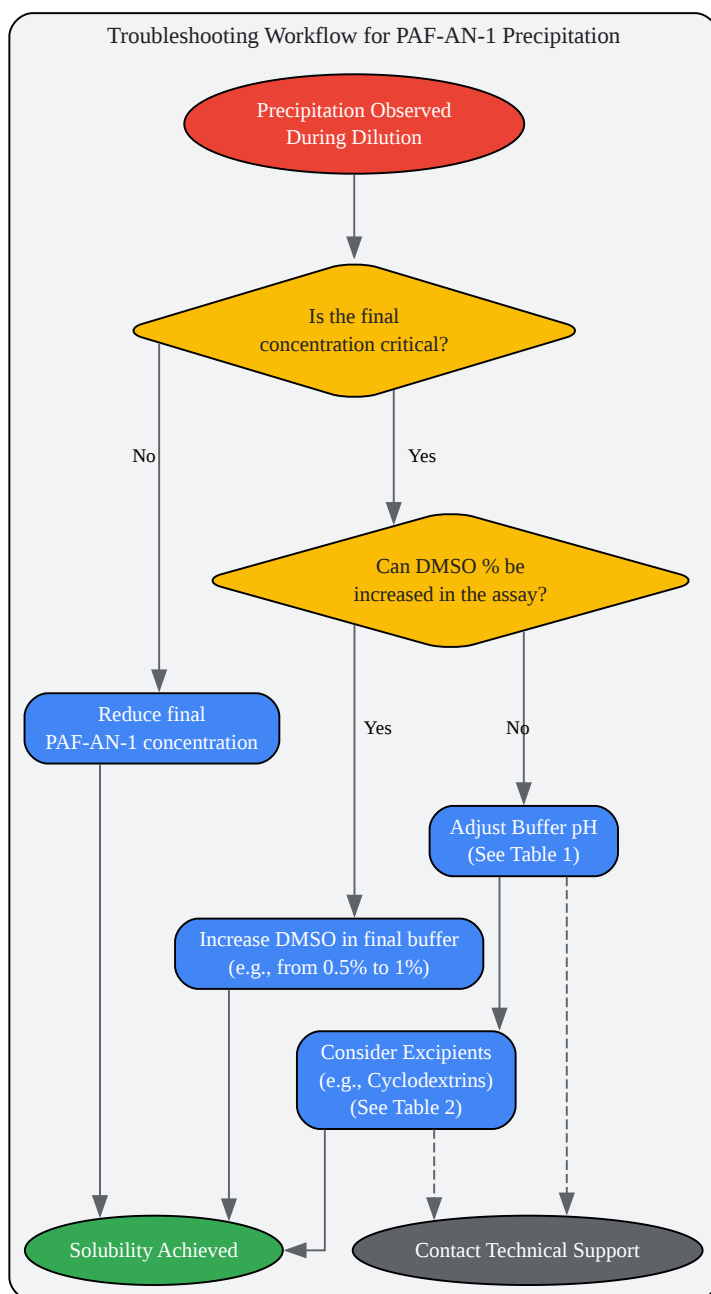 Troubleshooting Workflow for PAF-AN-1 Precipitation
Precipitation Observed
During Dilution
Is the final
concentration critical?
No
Yes
Can DMSO % be
increased in the assay?
Reduce final
PAF-AN-1 concentration
Yes
No
Adjust Buffer pH
(See Table 1)
Increase DMSO in final buffer
(e.g., from 0.5% to 1%)
Consider Excipients
(e.g., Cyclodextrins)
(See Table 2)
Solubility Achieved
Contact Technical Support